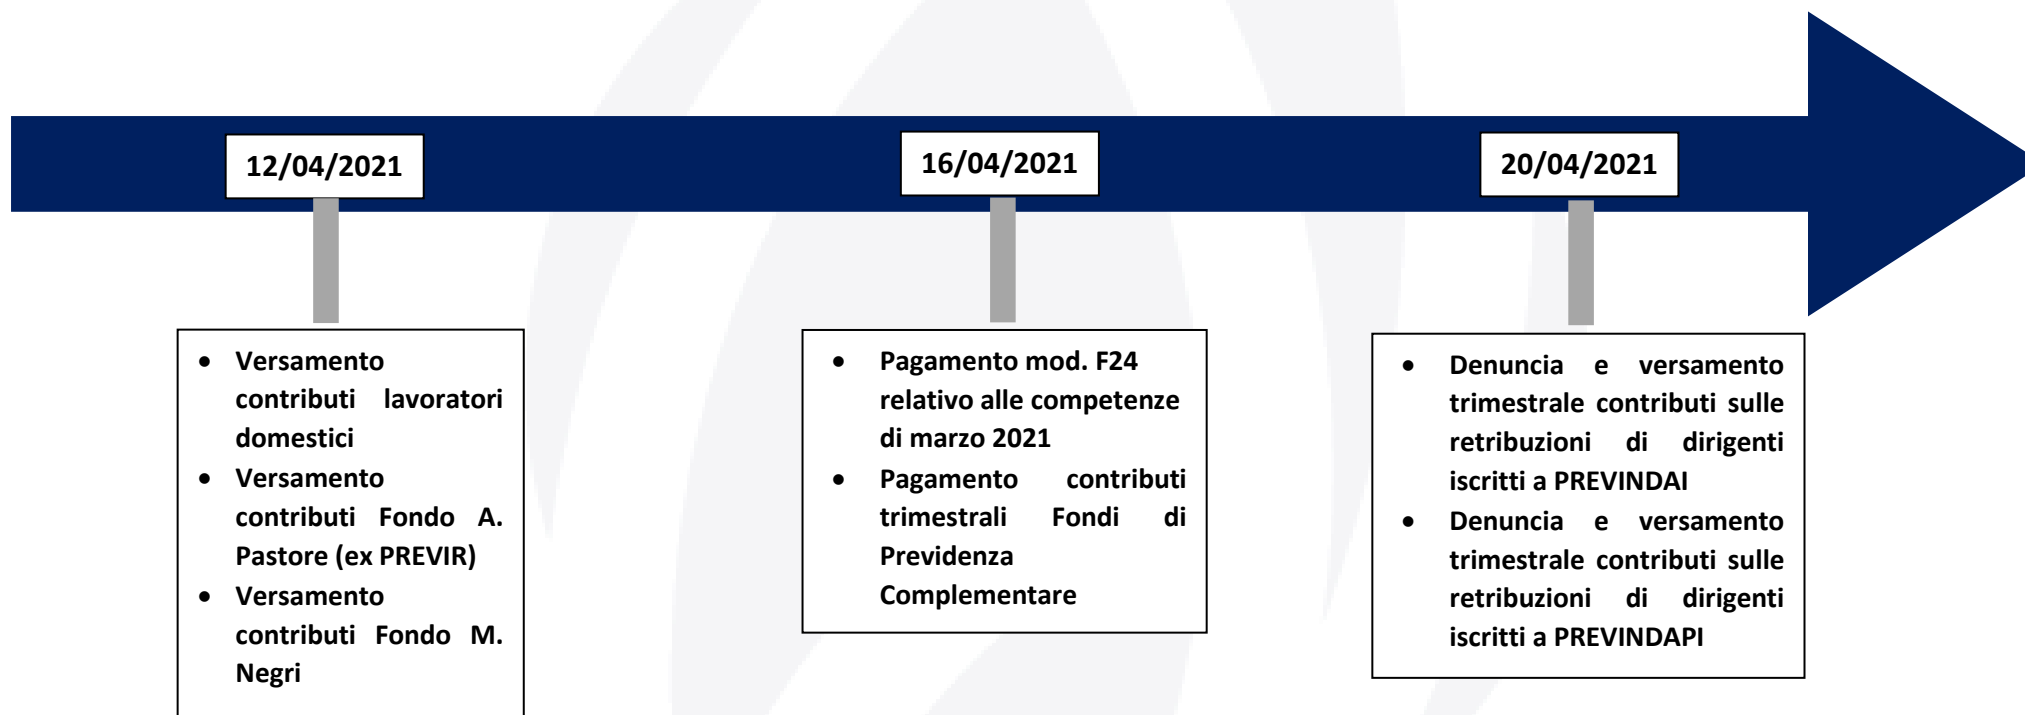 12/04/2021
16/04/2021
20/04/2021
• Versamento
contributi lavoratori
domestici
• Versamento
contributi Fondo A.
Pastore (ex PREVIR)
• Versamento
contributi Fondo M.
Negri
• Pagamento mod. F24
relativo alle competenze
di marzo 2021
• Pagamento contributi
trimestrali Fondi di
Previdenza
Complementare
• Denuncia e versamento
trimestrale contributi sulle
retribuzioni di dirigenti
iscritti a PREVINDAI
• Denuncia e versamento
trimestrale contributi sulle
retribuzioni di dirigenti
iscritti a PREVINDAPI